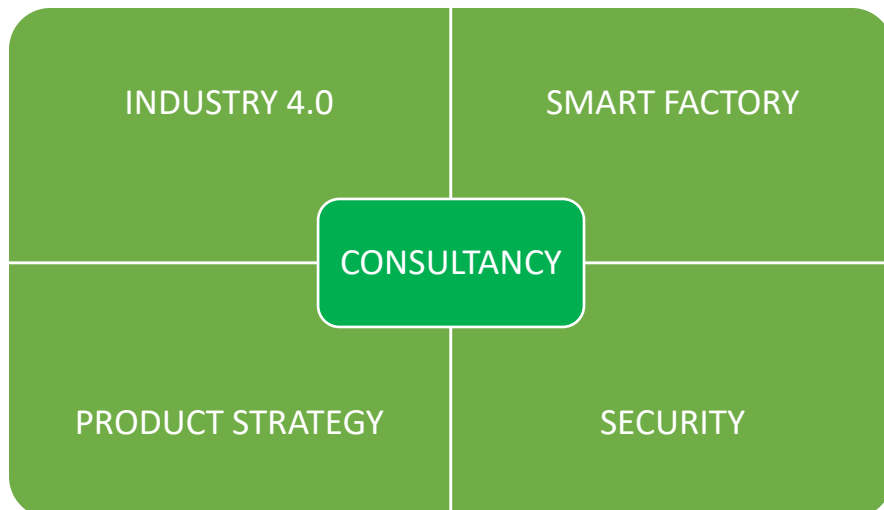 INDUSTRY 4.0
SMART FACTORY
CONSULTANCY
PRODUCT STRATEGY
SECURITY